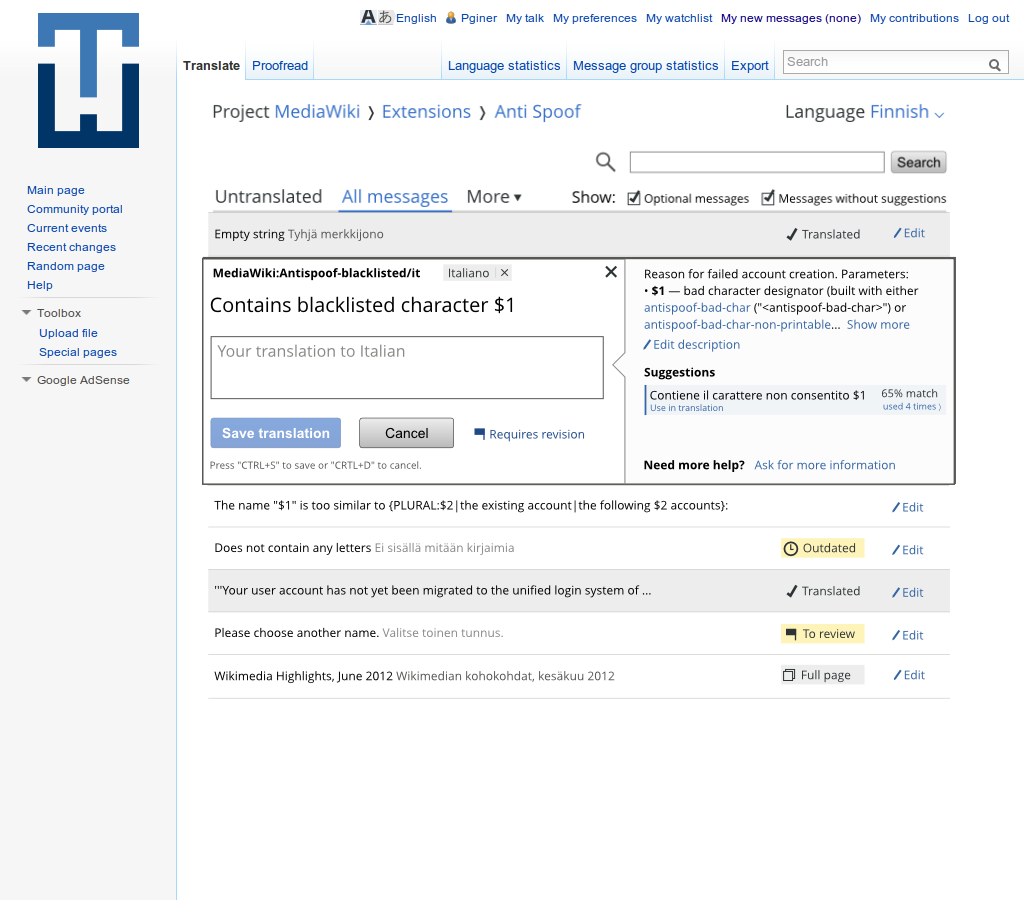 Aあ English Pginer My talk My preferences My watchlist My new messages (none) My contributions Log out
Translate Proofread Language statistics Message group statistics Export Search
Project MediaWiki ❭ Extensions ❭ Anti Spoof Language Finnish
Search
Untranslated All messages More ▾ Show: Optional messages Messages without suggestions
Main page
Community portal
Current events
Recent changes
Random page
Help
Toolbox
Upload file
Special pages
Google AdSense
Empty string Tyhjä merkkijono Translated Edit
MediaWiki:Antispoof-blacklisted/it Italiano ✕ ✕
Contains blacklisted character $1
Your translation to Italian
Save translation Cancel Requires revision
Press "CTRL+S" to save or "CRTL+D" to cancel.
Reason for failed account creation. Parameters:
• $1 — bad character designator (built with either
antispoof-bad-char ("<antispoof-bad-char>") or
antispoof-bad-char-non-printable... Show more
Edit description
Suggestions
Contiene il carattere non consentito $1 65% match
Use in translation used 4 times ⟩
Need more help? Ask for more information
The name "$1" is too similar to {PLURAL:$2|the existing account|the following $2 accounts}: Edit
Does not contain any letters Ei sisällä mitään kirjaimia Outdated Edit
'''Your user account has not yet been migrated to the unified login system of ... Translated Edit
Please choose another name. Valitse toinen tunnus. To review Edit
Wikimedia Highlights, June 2012 Wikimedian kohokohdat, kesäkuu 2012 Full page Edit